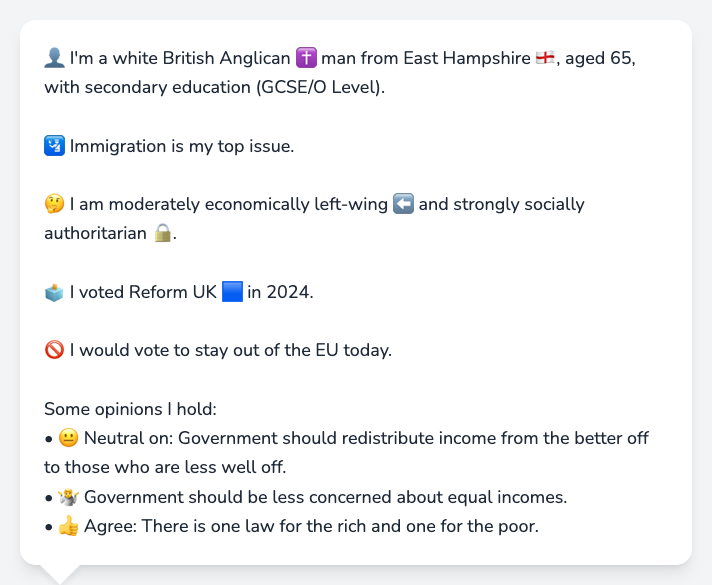 👤 I'm a white British Anglican ✝️ man from East Hampshire 🏴󠁧󠁢󠁥󠁮󠁧󠁿, aged 65,
with secondary education (GCSE/O Level).
🛂 Immigration is my top issue.
🤔 I am moderately economically left-wing ⬅️ and strongly socially
authoritarian 🔒.
🗳️ I voted Reform UK 🟦 in 2024.
🚫 I would vote to stay out of the EU today.
Some opinions I hold:
• 😐 Neutral on: Government should redistribute income from the better off
to those who are less well off.
• 🤷‍♂️ Government should be less concerned about equal incomes.
• 👍 Agree: There is one law for the rich and one for the poor.